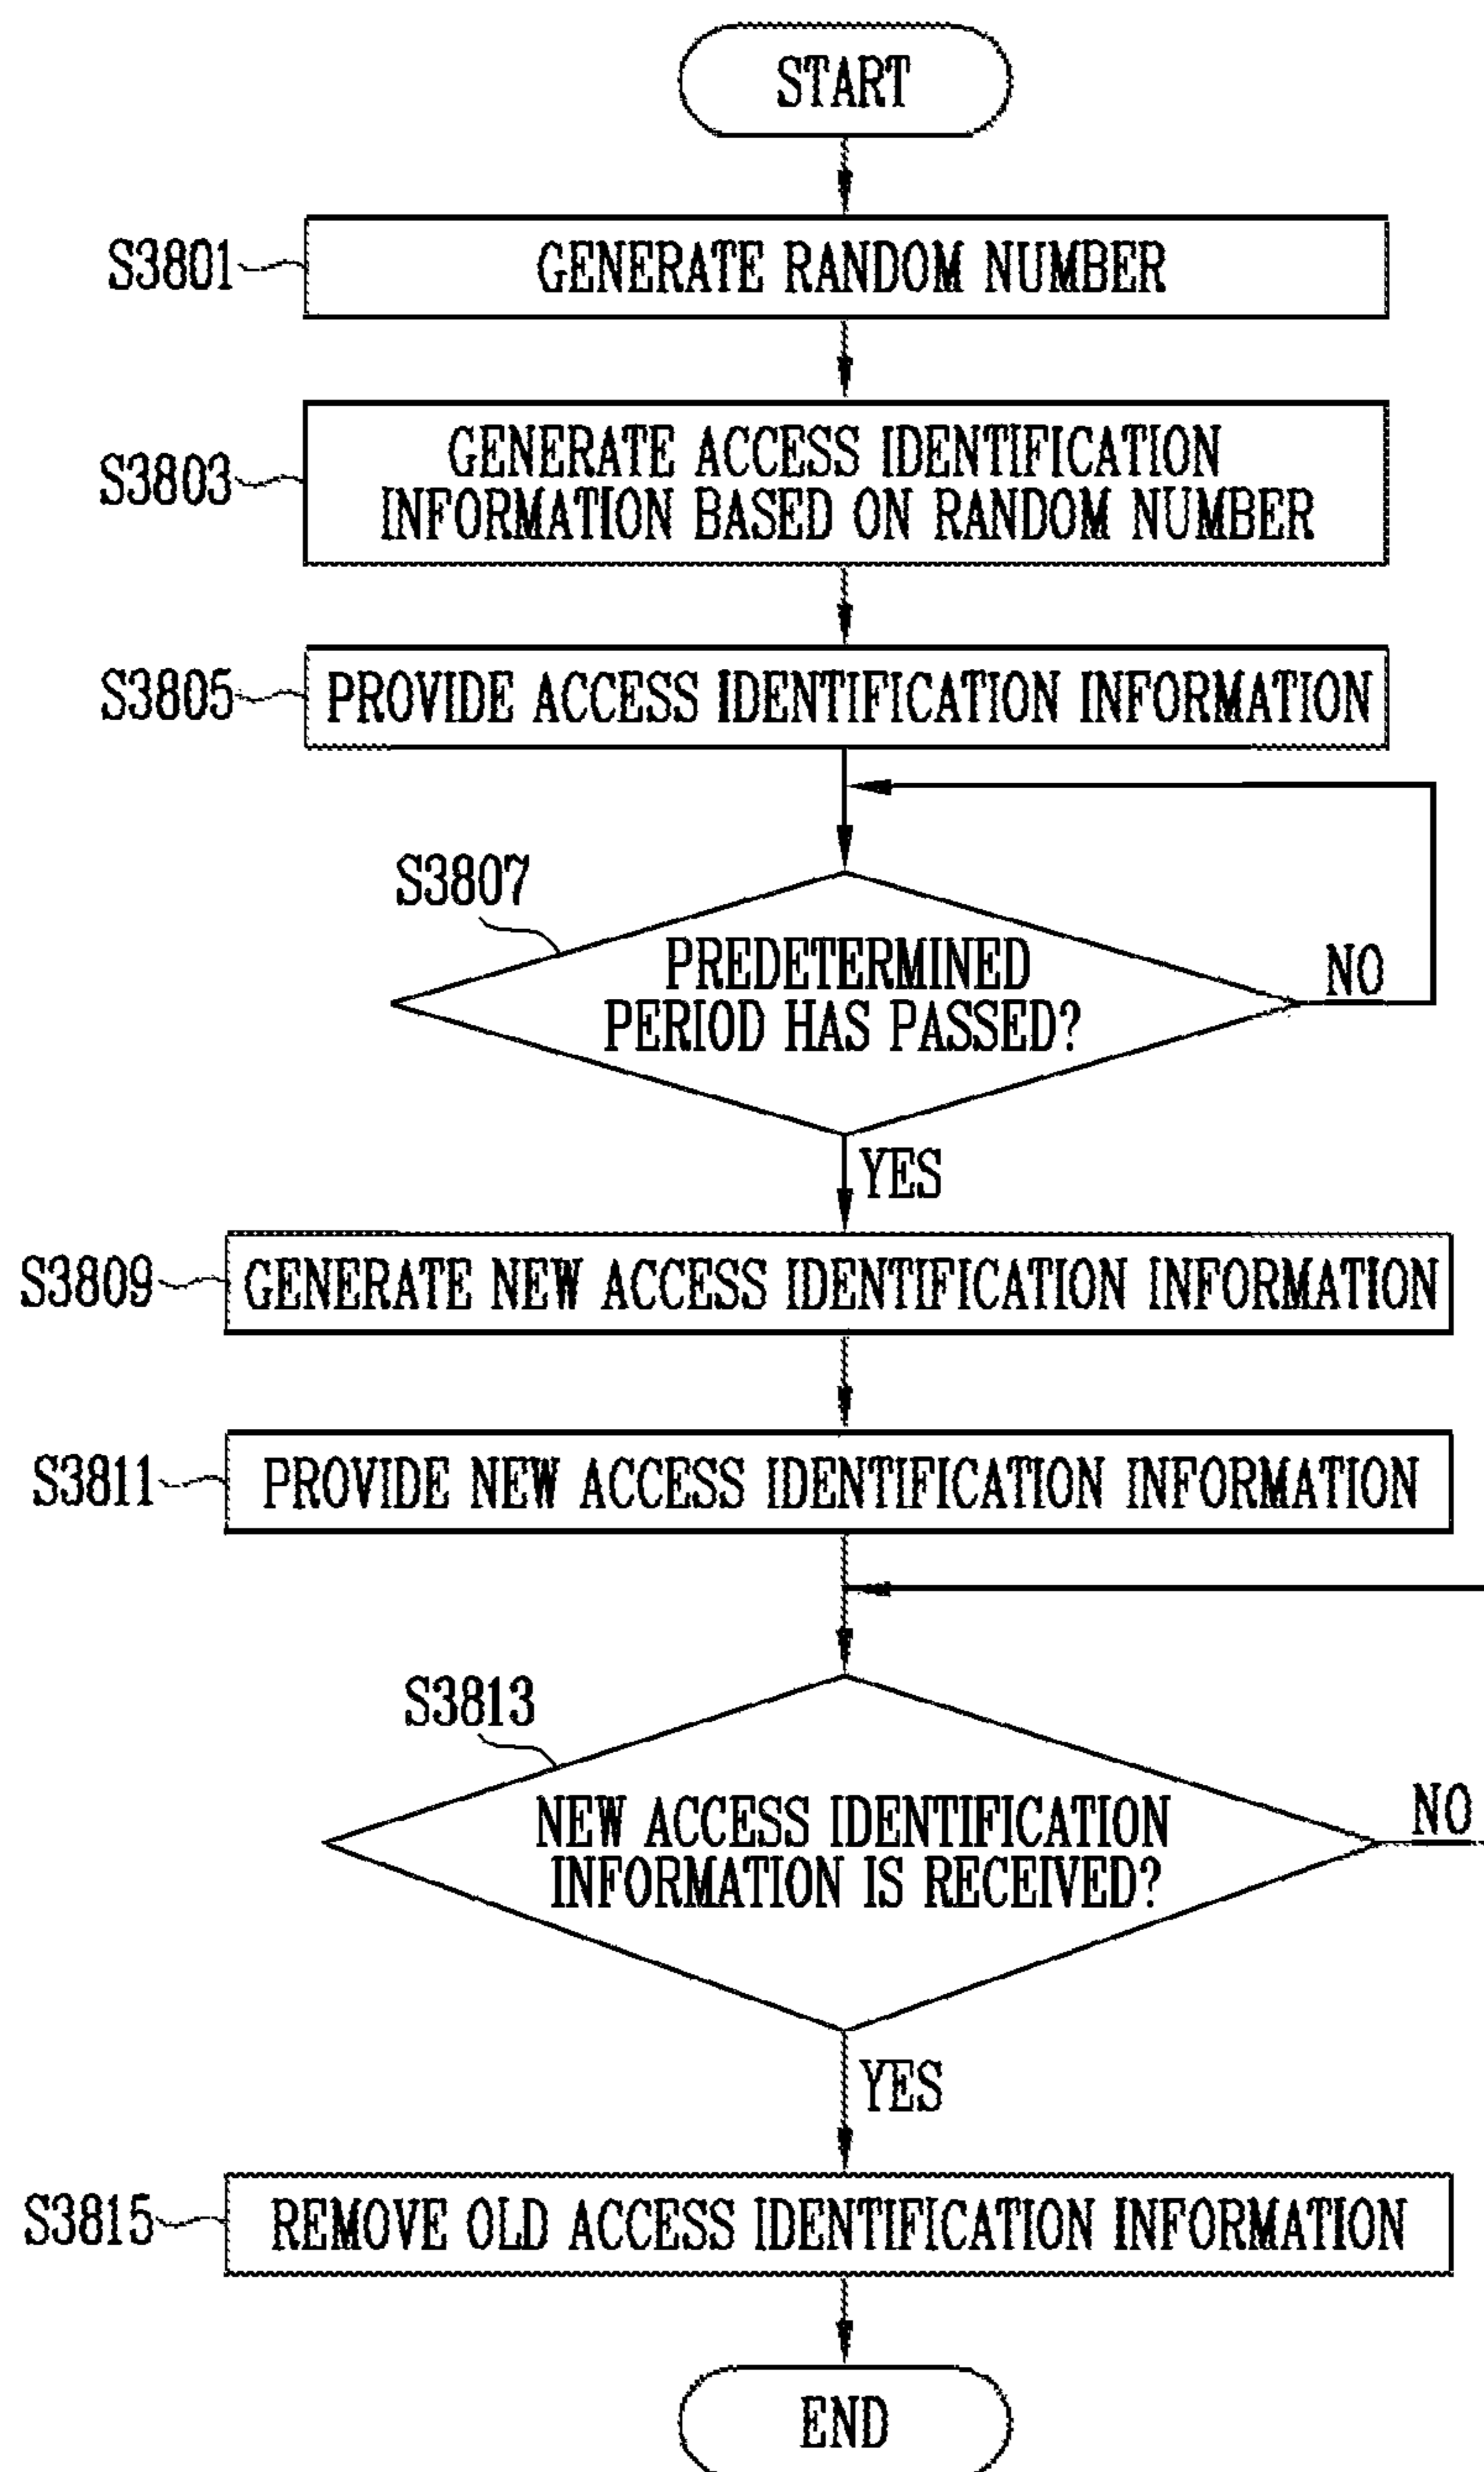 START
S3801
GENERATE RANDOM NUMBER
S3803
GENERATE ACCESS IDENTIFICATION
INFORMATION BASED ON RANDOM NUMBER
S3805
PROVIDE ACCESS IDENTIFICATION INFORMATION
S3807
PREDETERMINED
PERIOD HAS PASSED?
NO
YES
S3809
GENERATE NEW ACCESS IDENTIFICATION INFORMATION
S3811
PROVIDE NEW ACCESS IDENTIFICATION INFORMATION
S3813
NEW ACCESS IDENTIFICATION
INFORMATION IS RECEIVED?
NO
YES
S3815
REMOVE OLD ACCESS IDENTIFICATION INFORMATION
END